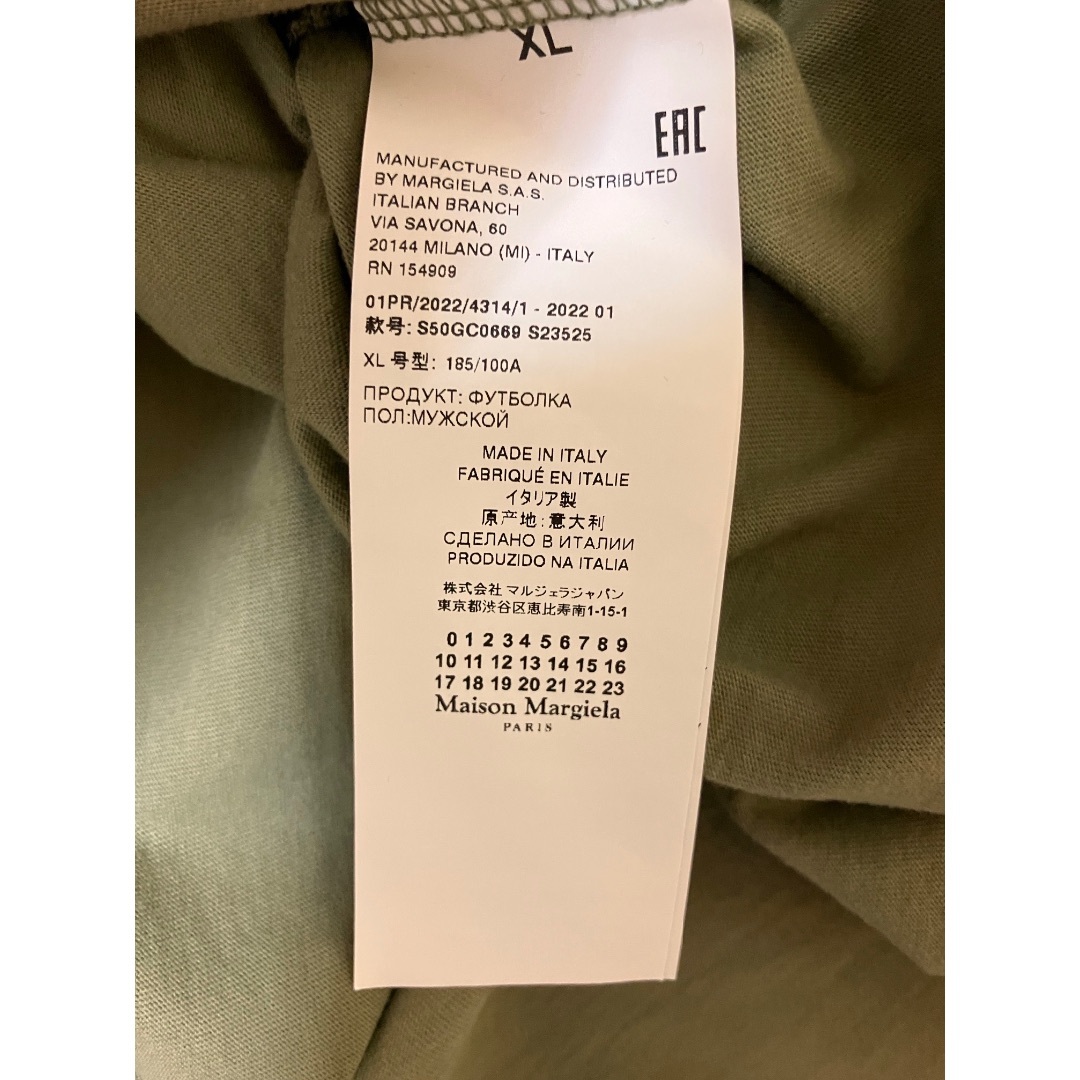 XL
EAC
MANUFACTURED AND DISTRIBUTED
BY MARGIELA S.A.S.
ITALIAN BRANCH
VIA SAVONA, 60
20144 MILANO (MI) - ITALY
RN 154909
01PR/2022/4314/1 - 2022 01
款号: S50GC0669 S23525
XL 号型: 185/100A
ПРОДУКТ: ФУТБОЛКА
ПОЛ:МУЖСКОЙ
MADE IN ITALY
FABRIQUÉ EN ITALIE
イタリア製
原产地:意大利
СДЕЛАНО В ИТАЛИИ
PRODUZIDO NA ITALIA
株式会社 マルジェラジャパン
東京都渋谷区恵比寿南1-15-1
0 1 2 3 4 5 6 7 8 9
10 11 12 13 14 15 16
17 18 19 20 21 22 23
Maison Margiela
PARIS